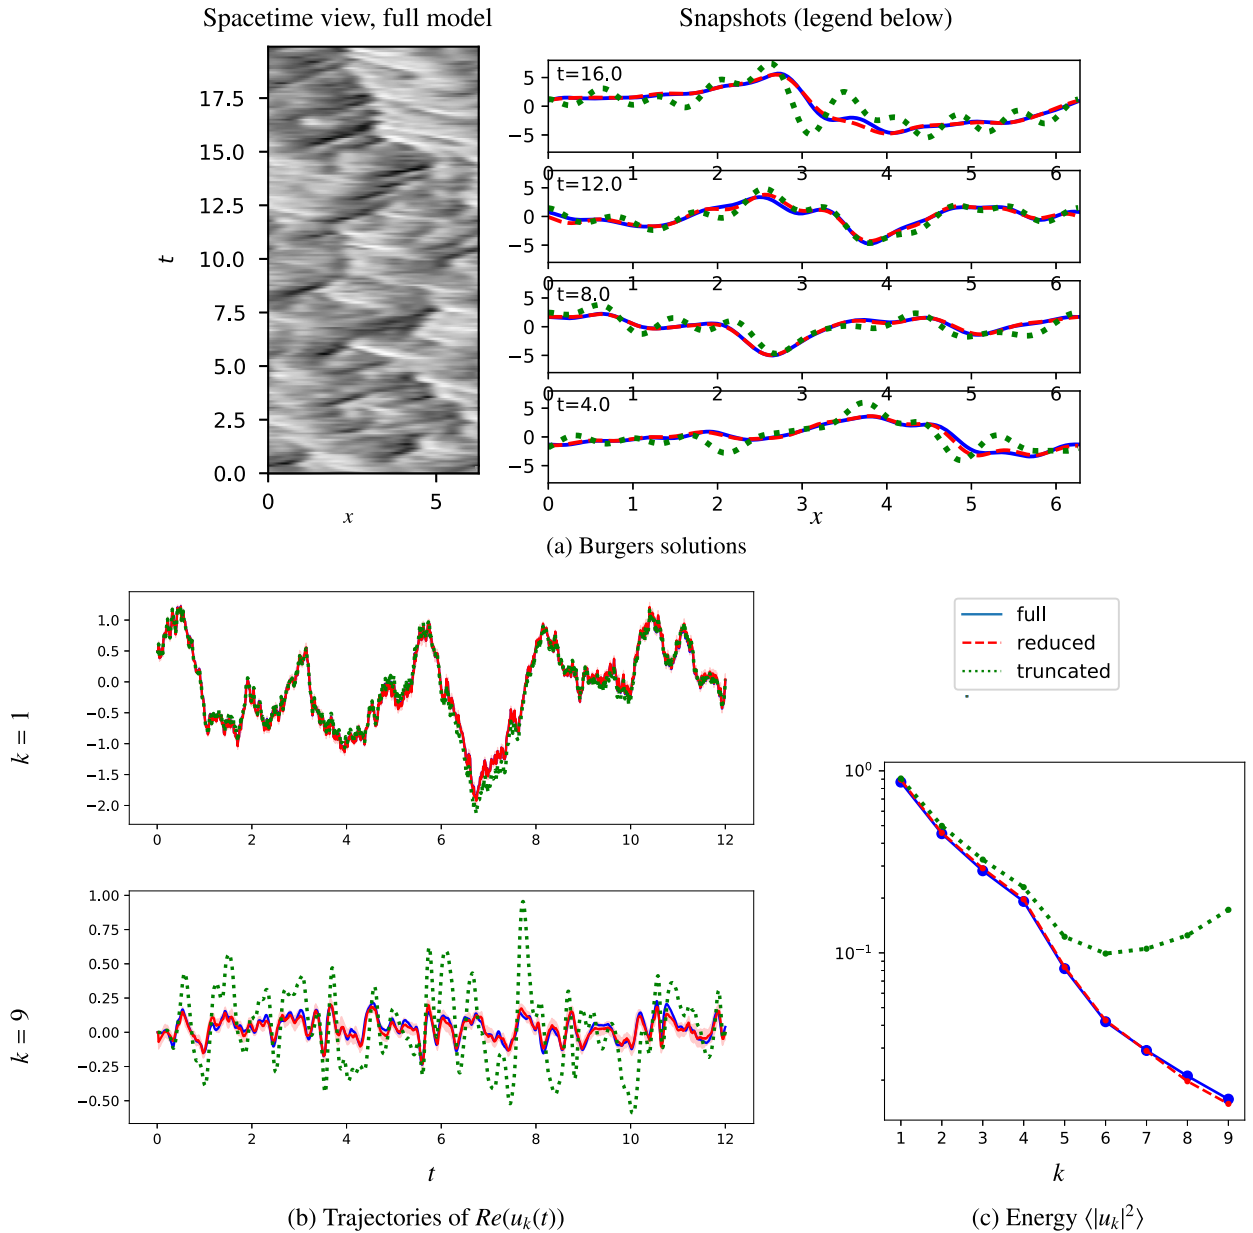 Spacetime view, full model
Snapshots (legend below)
17.5
15.0
12.5
10.0
7.5
5.0
2.5
0.0
t
0 5
x
t=16.0
5
0
−5
0 1 2 3 4 5 6
t=12.0
5
0
−5
0 1 2 3 4 5 6
t=8.0
5
0
−5
0 1 2 3 4 5 6
t=4.0
5
0
−5
0 1 2 3 4 5 6
x
(a) Burgers solutions
k = 1
1.0
0.5
0.0
−0.5
−1.0
−1.5
−2.0
0 2 4 6 8 10 12
full
reduced
truncated
k = 9
1.00
0.75
0.50
0.25
0.00
−0.25
−0.50
0 2 4 6 8 10 12
t
(b) Trajectories of Re(u_k(t))
10⁰
10⁻¹
1 2 3 4 5 6 7 8 9
k
(c) Energy ⟨|u_k|²⟩